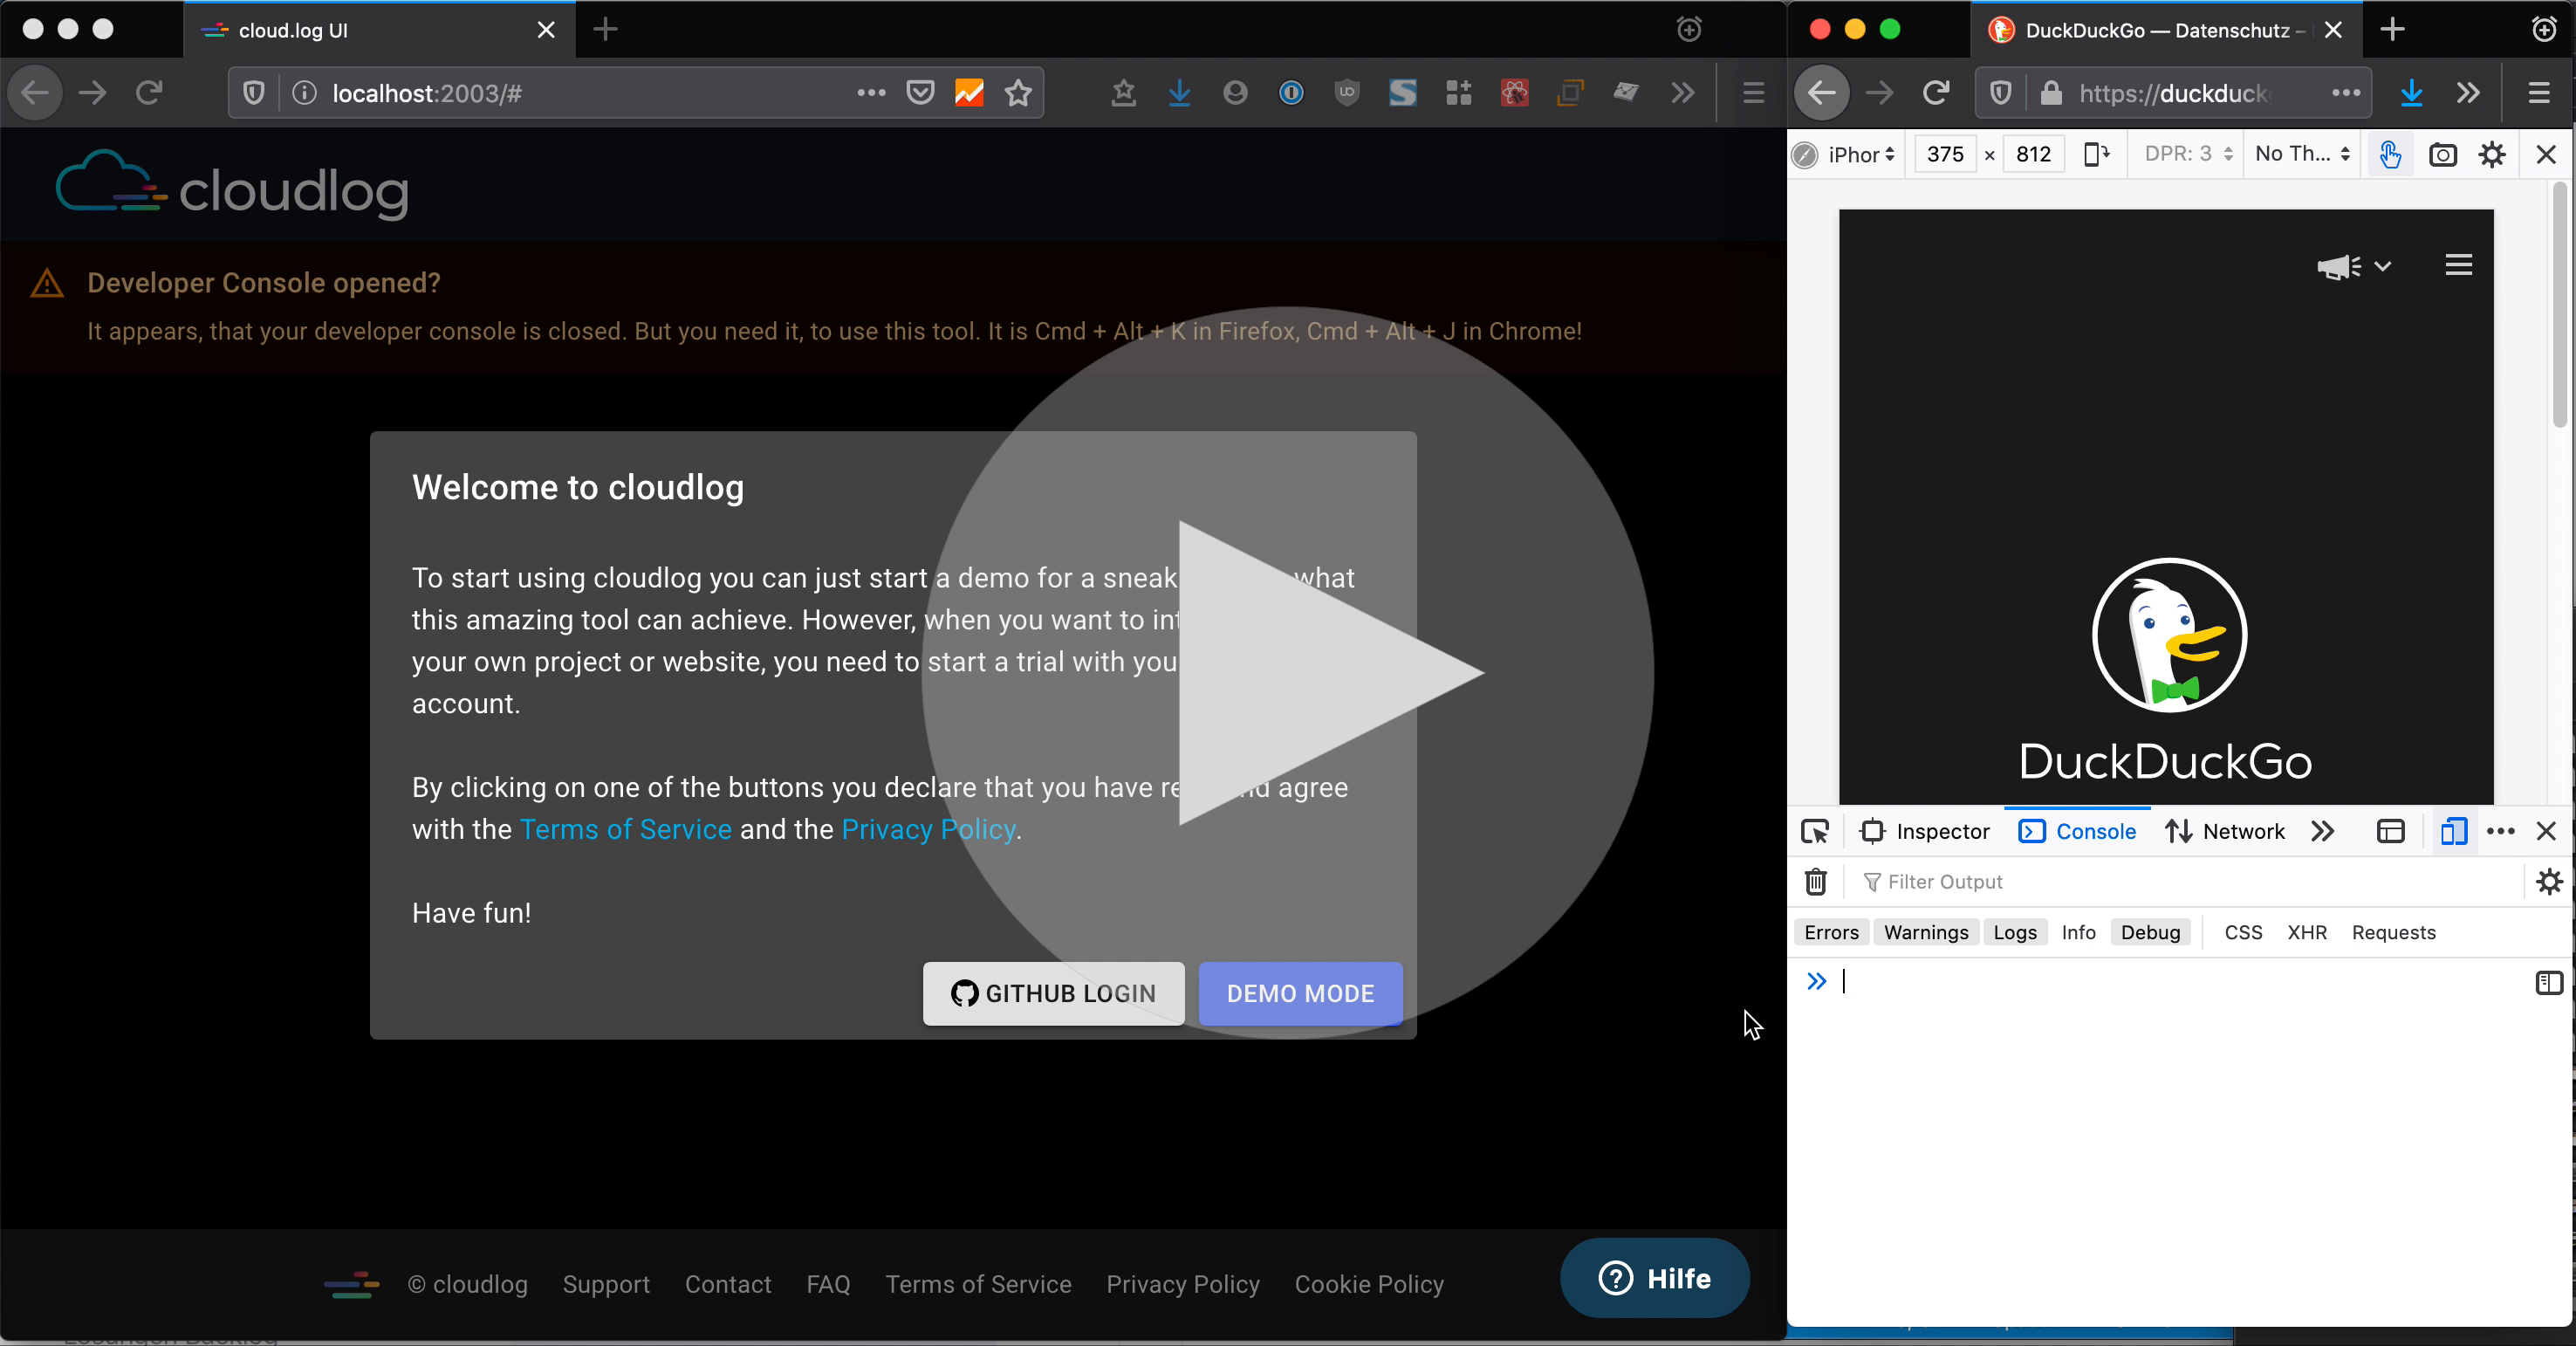 cloud.log UI
localhost:2003/#
cloudlog
Developer Console opened?
It appears, that your developer console is closed. But you need it, to use this tool. It is Cmd + Alt + K in Firefox, Cmd + Alt + J in Chrome!
Welcome to cloudlog
To start using cloudlog you can just start a demo for a sneak what
this amazing tool can achieve. However, when you want to
your own project or website, you need to start a trial with
account.
By clicking on one of the buttons you declare that you have agree
with the Terms of Service and the Privacy Policy.
Have fun!
GITHUB LOGIN
DEMO MODE
© cloudlog Support Contact FAQ Terms of Service Privacy Policy Cookie Policy
Hilfe
DuckDuckGo — Datenschutz –
https://duckduck
iPhor 375 × 812 DPR: 3 No Th...
DuckDuckGo
Inspector Console Network
Filter Output
Errors Warnings Logs Info Debug CSS XHR Requests